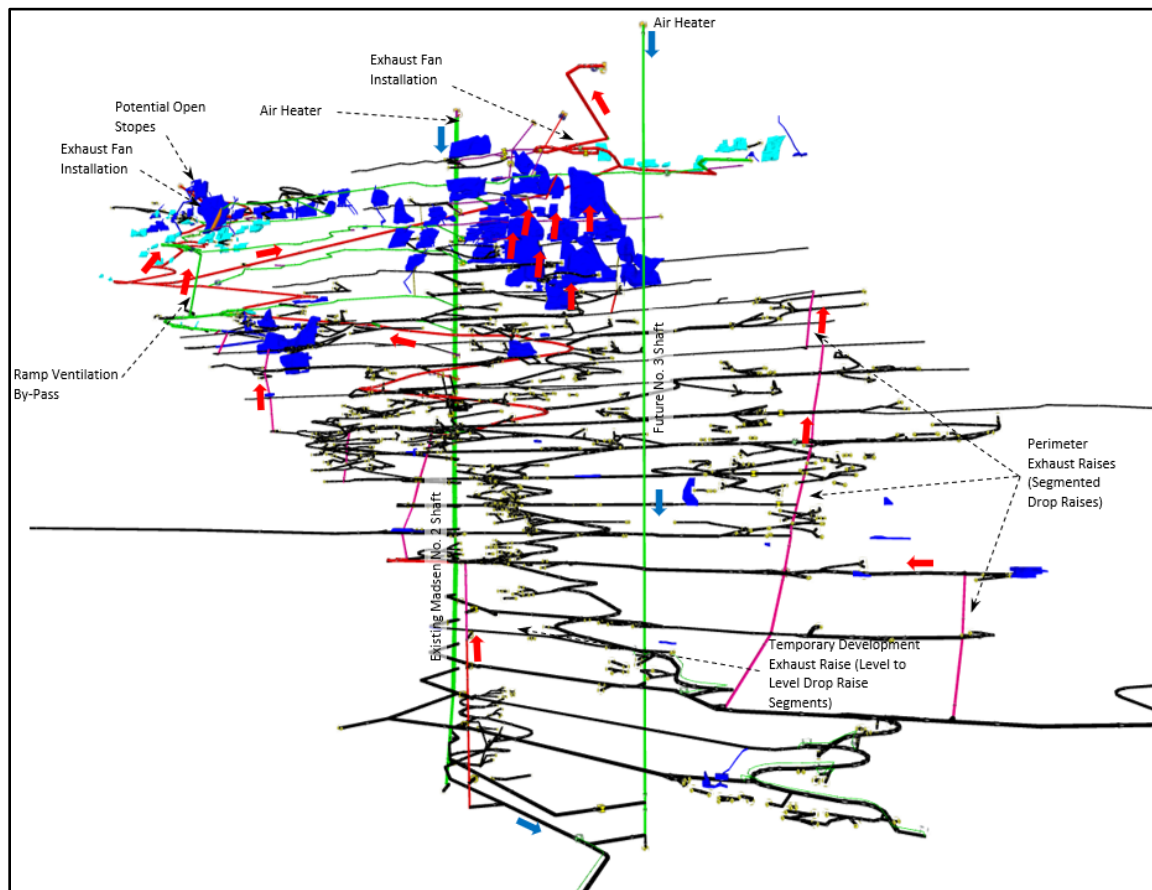 Air Heater
Exhaust Fan
Installation
Air Heater
Potential Open
Stopes
Exhaust Fan
Installation
Ramp Ventilation
By-Pass
Existing Madsen No. 2 Shaft
Future No. 3 Shaft
Perimeter
Exhaust Raises
(Segmented
Drop Raises)
Temporary Development
Exhaust Raise (Level to
Level Drop Raise
Segments)